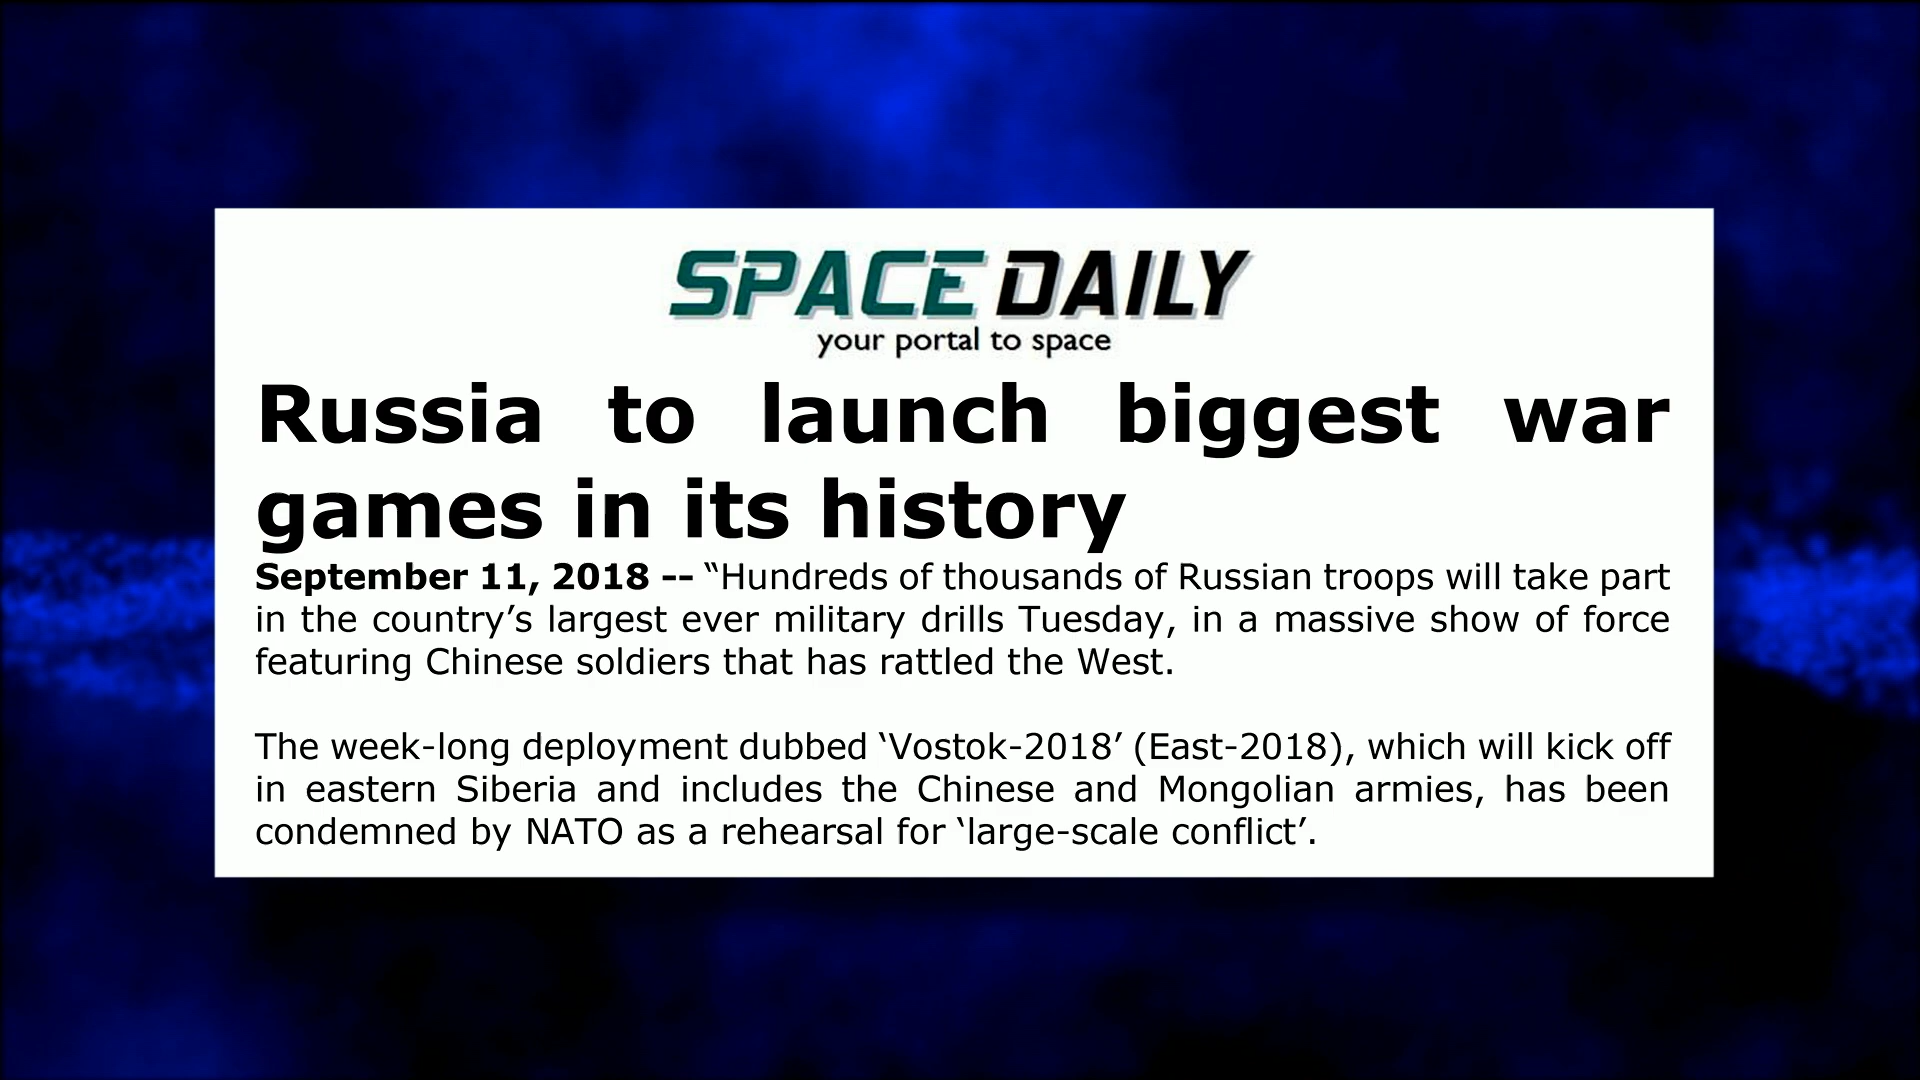 SPACE DAILY
your portal to space
Russia to launch biggest war
games in its history
September 11, 2018 -- “Hundreds of thousands of Russian troops will take part
in the country’s largest ever military drills Tuesday, in a massive show of force
featuring Chinese soldiers that has rattled the West.
The week-long deployment dubbed ‘Vostok-2018’ (East-2018), which will kick off
in eastern Siberia and includes the Chinese and Mongolian armies, has been
condemned by NATO as a rehearsal for ‘large-scale conflict’.